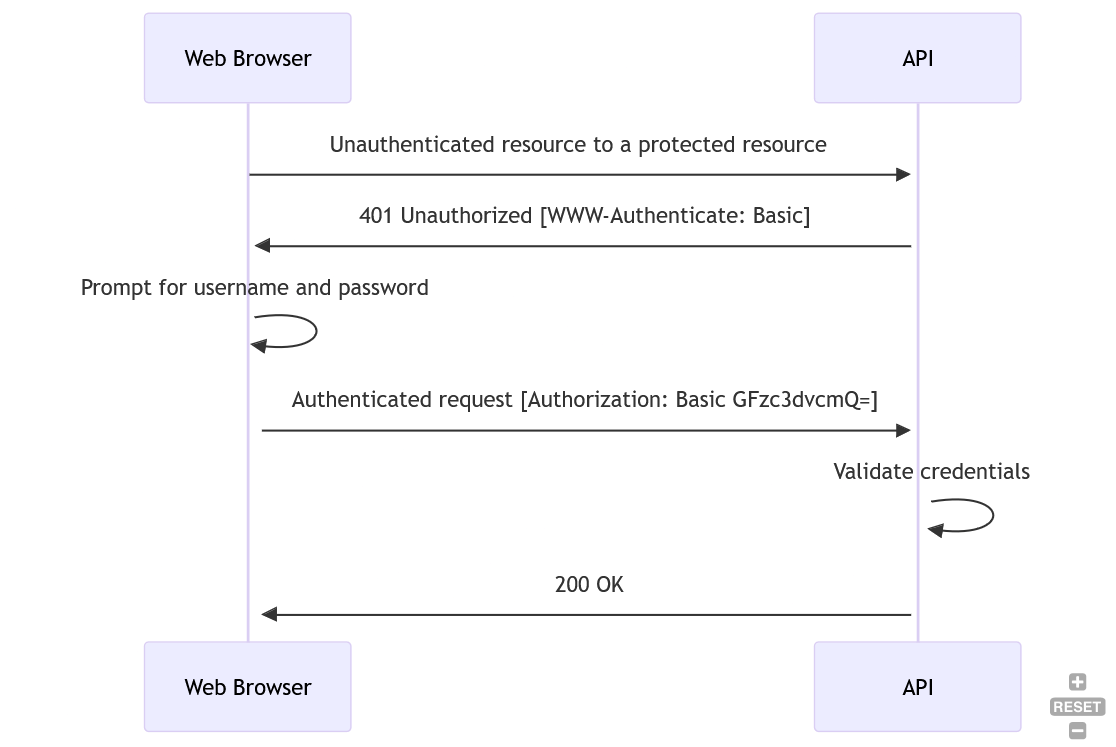 Web Browser
API
Unauthenticated resource to a protected resource
401 Unauthorized [WWW-Authenticate: Basic]
Prompt for username and password
Authenticated request [Authorization: Basic GFzc3dvcmQ=]
Validate credentials
200 OK
Web Browser
API
RESET